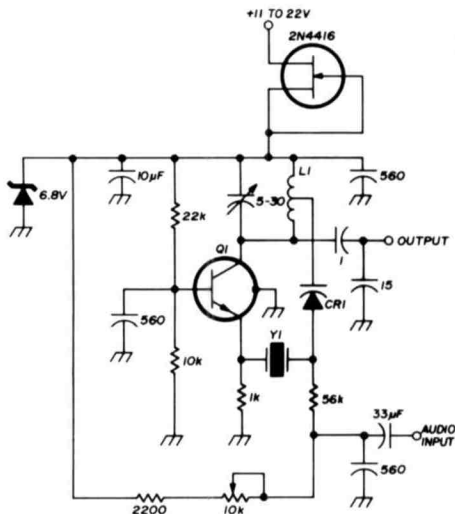 +11 TO 22V
2N4416
10µF
6.8V
22k
5-30
L1
560
Q1
1
OUTPUT
15
CR1
560
10k
Y1
1k
56k
33µF
AUDIO
INPUT
560
2200
10k